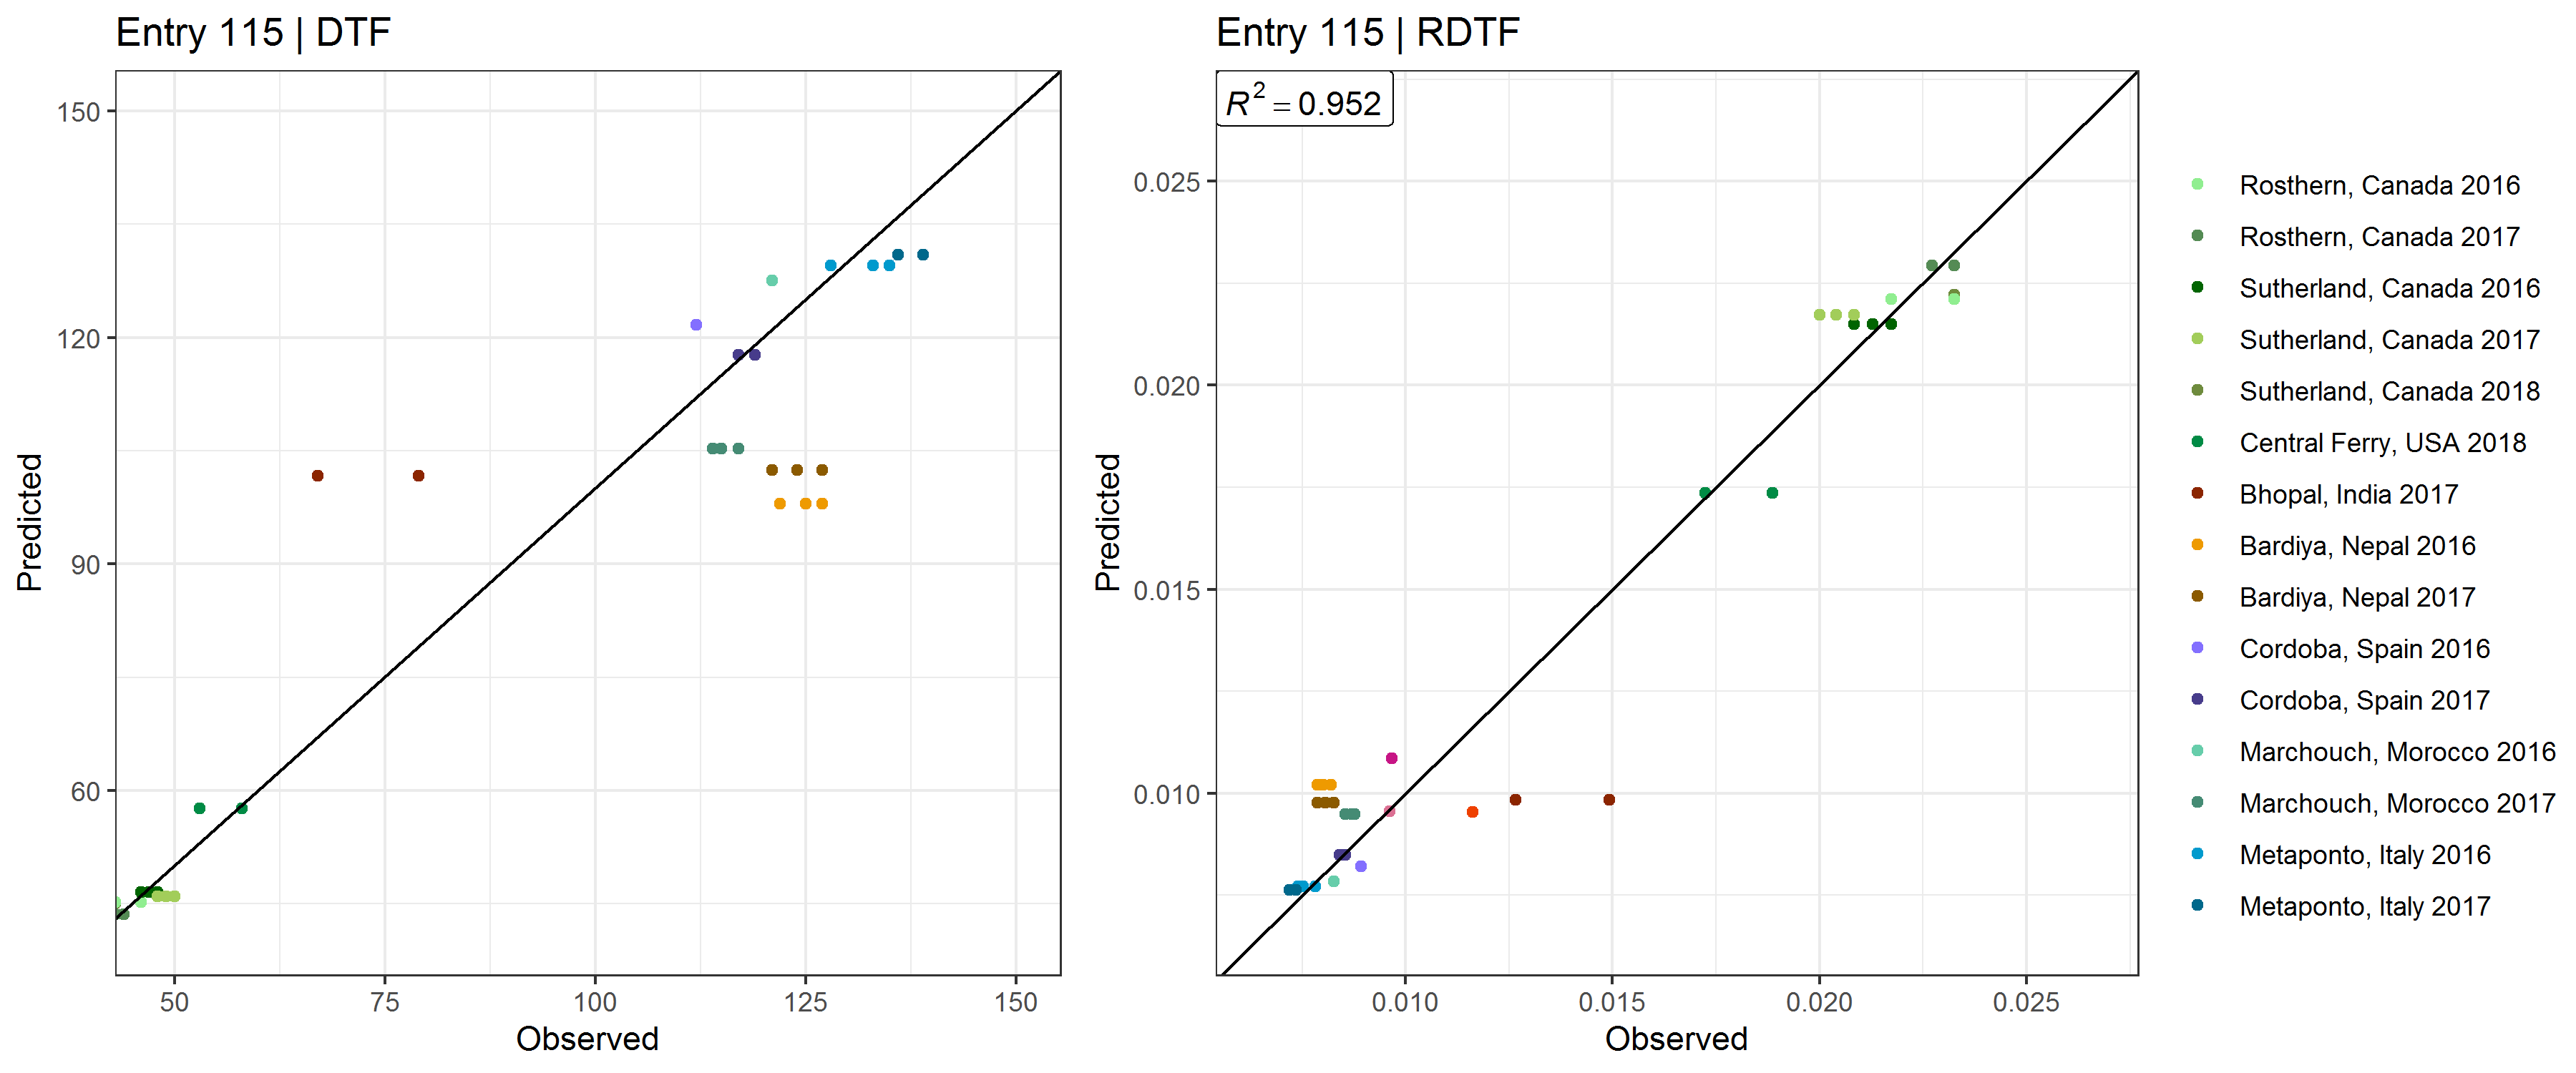 Entry 115 | DTF
150
120
90
60
Predicted
50
75
100
125
150
Observed
Entry 115 | RDTF
R² = 0.952
0.025
0.020
0.015
0.010
Predicted
0.010
0.015
0.020
0.025
Observed
Rosthern, Canada 2016
Rosthern, Canada 2017
Sutherland, Canada 2016
Sutherland, Canada 2017
Sutherland, Canada 2018
Central Ferry, USA 2018
Bhopal, India 2017
Bardiya, Nepal 2016
Bardiya, Nepal 2017
Cordoba, Spain 2016
Cordoba, Spain 2017
Marchouch, Morocco 2016
Marchouch, Morocco 2017
Metaponto, Italy 2016
Metaponto, Italy 2017